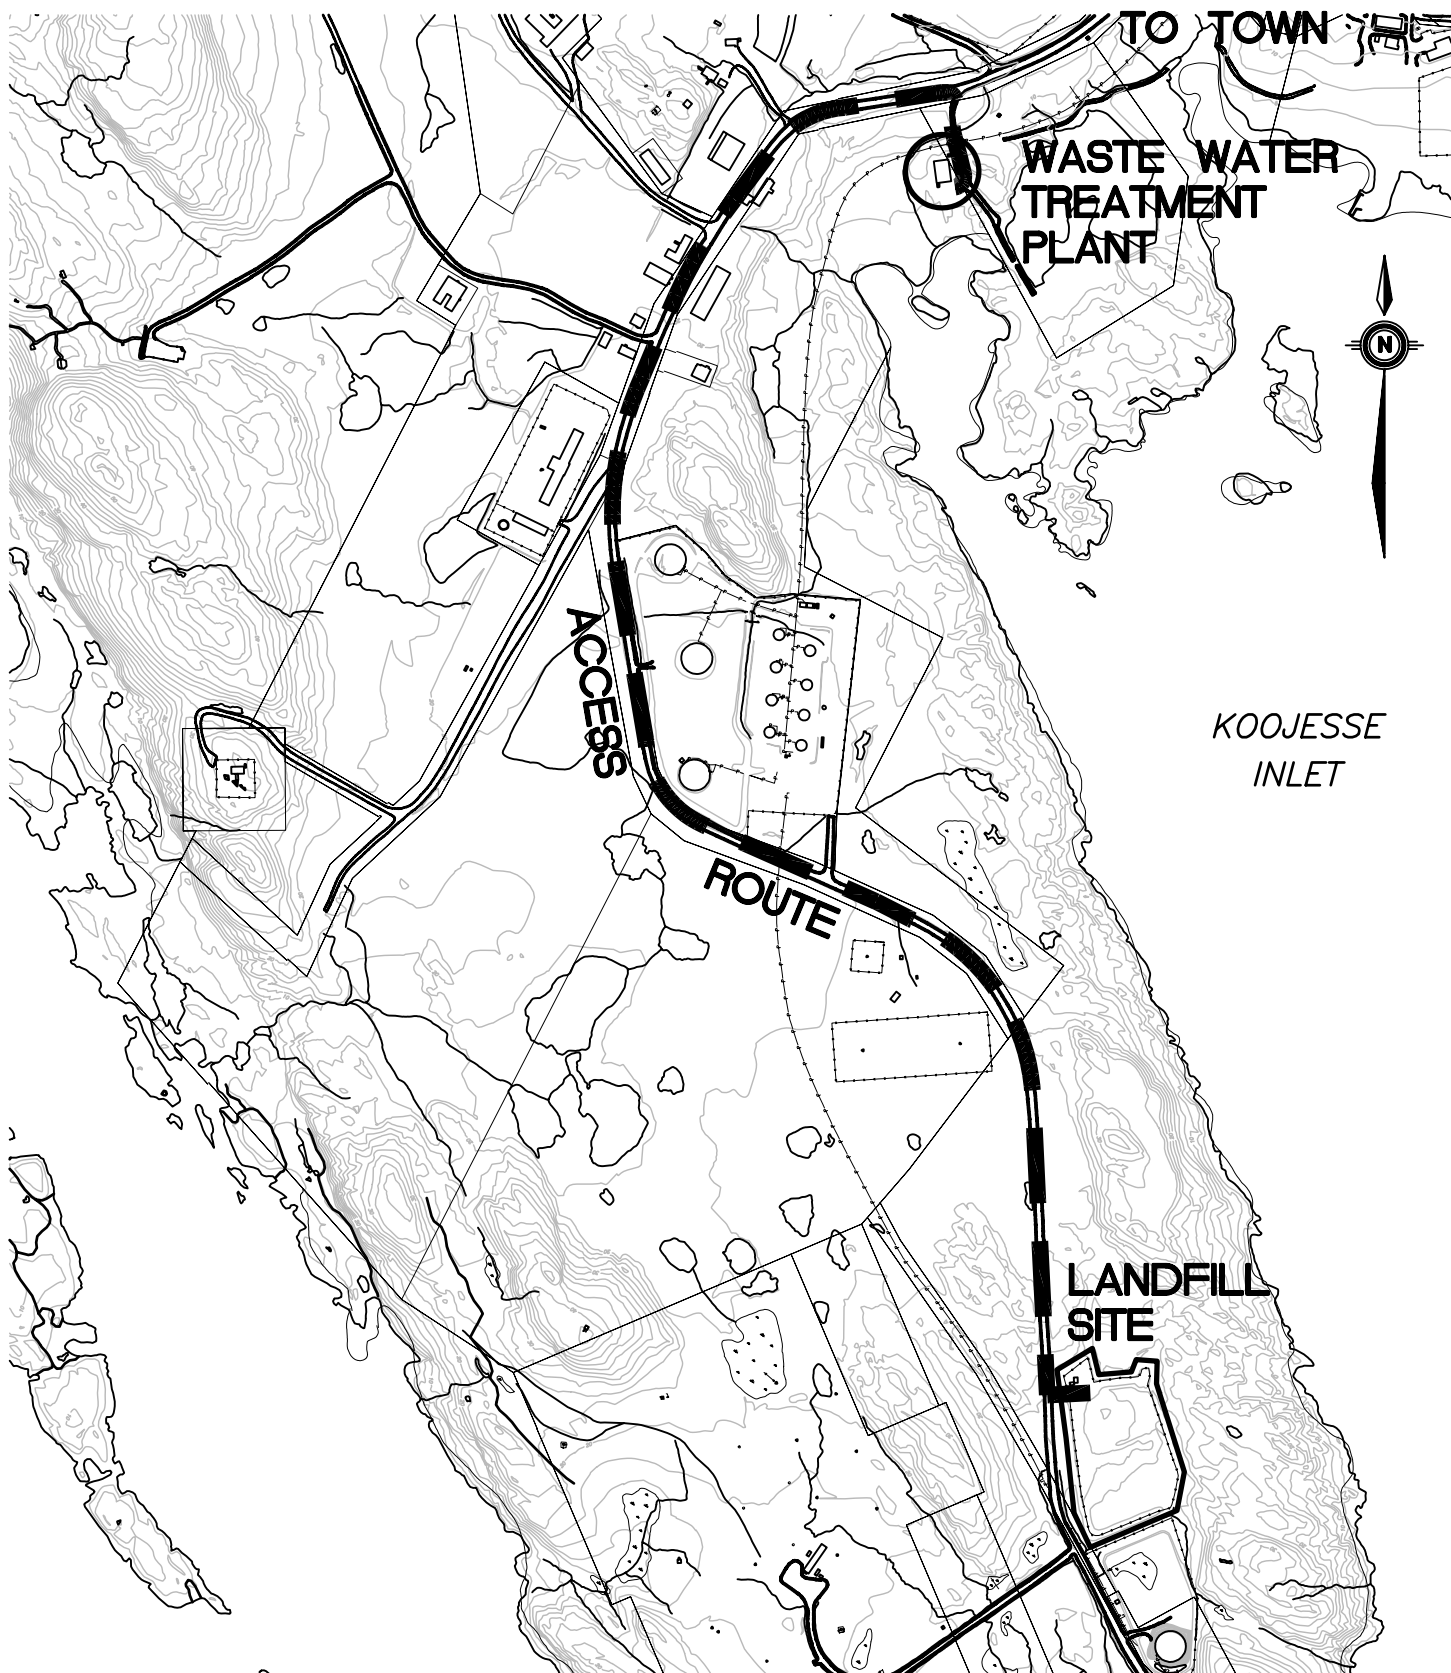 TO TOWN
WASTE WATER
TREATMENT
PLANT
N
ACCESS
KOOJESSE
INLET
ROUTE
LANDFILL
SITE